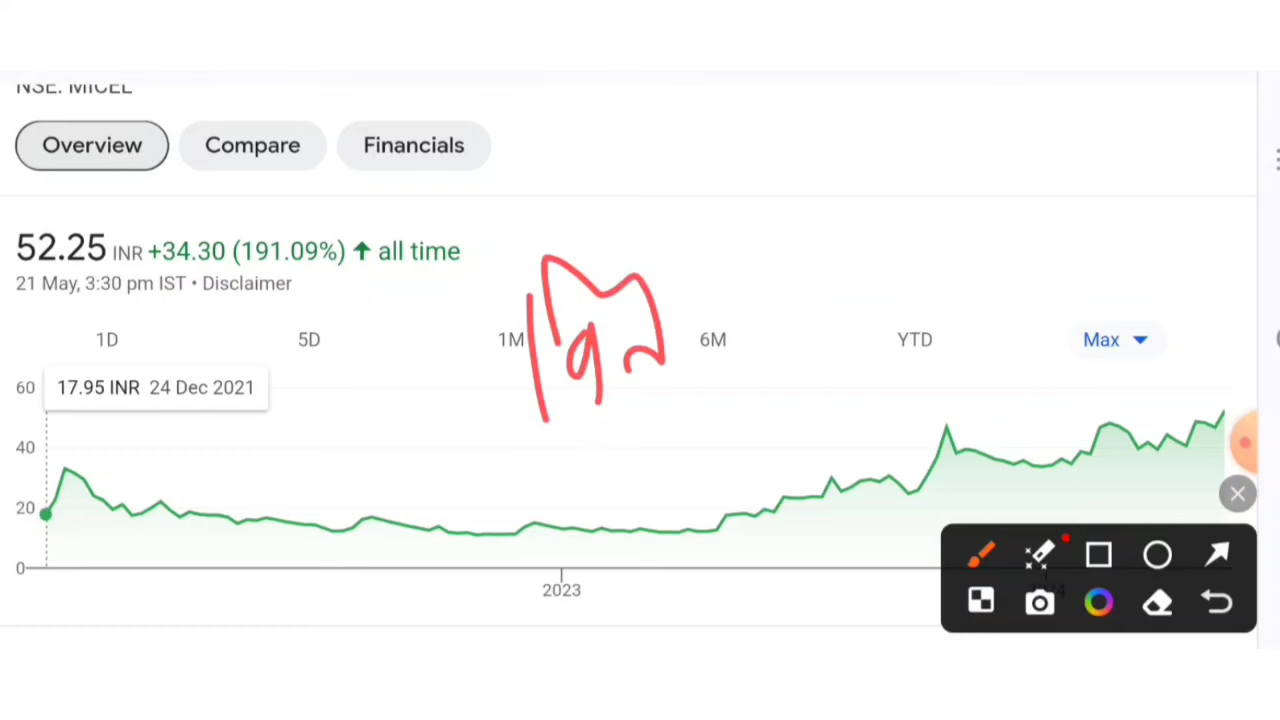 NSE: MICEL
Overview Compare Financials
52.25 INR +34.30 (191.09%) ↑ all time
21 May, 3:30 pm IST • Disclaimer
1D 5D 1M 6M YTD Max
60 17.95 INR 24 Dec 2021
40
20
0
2023